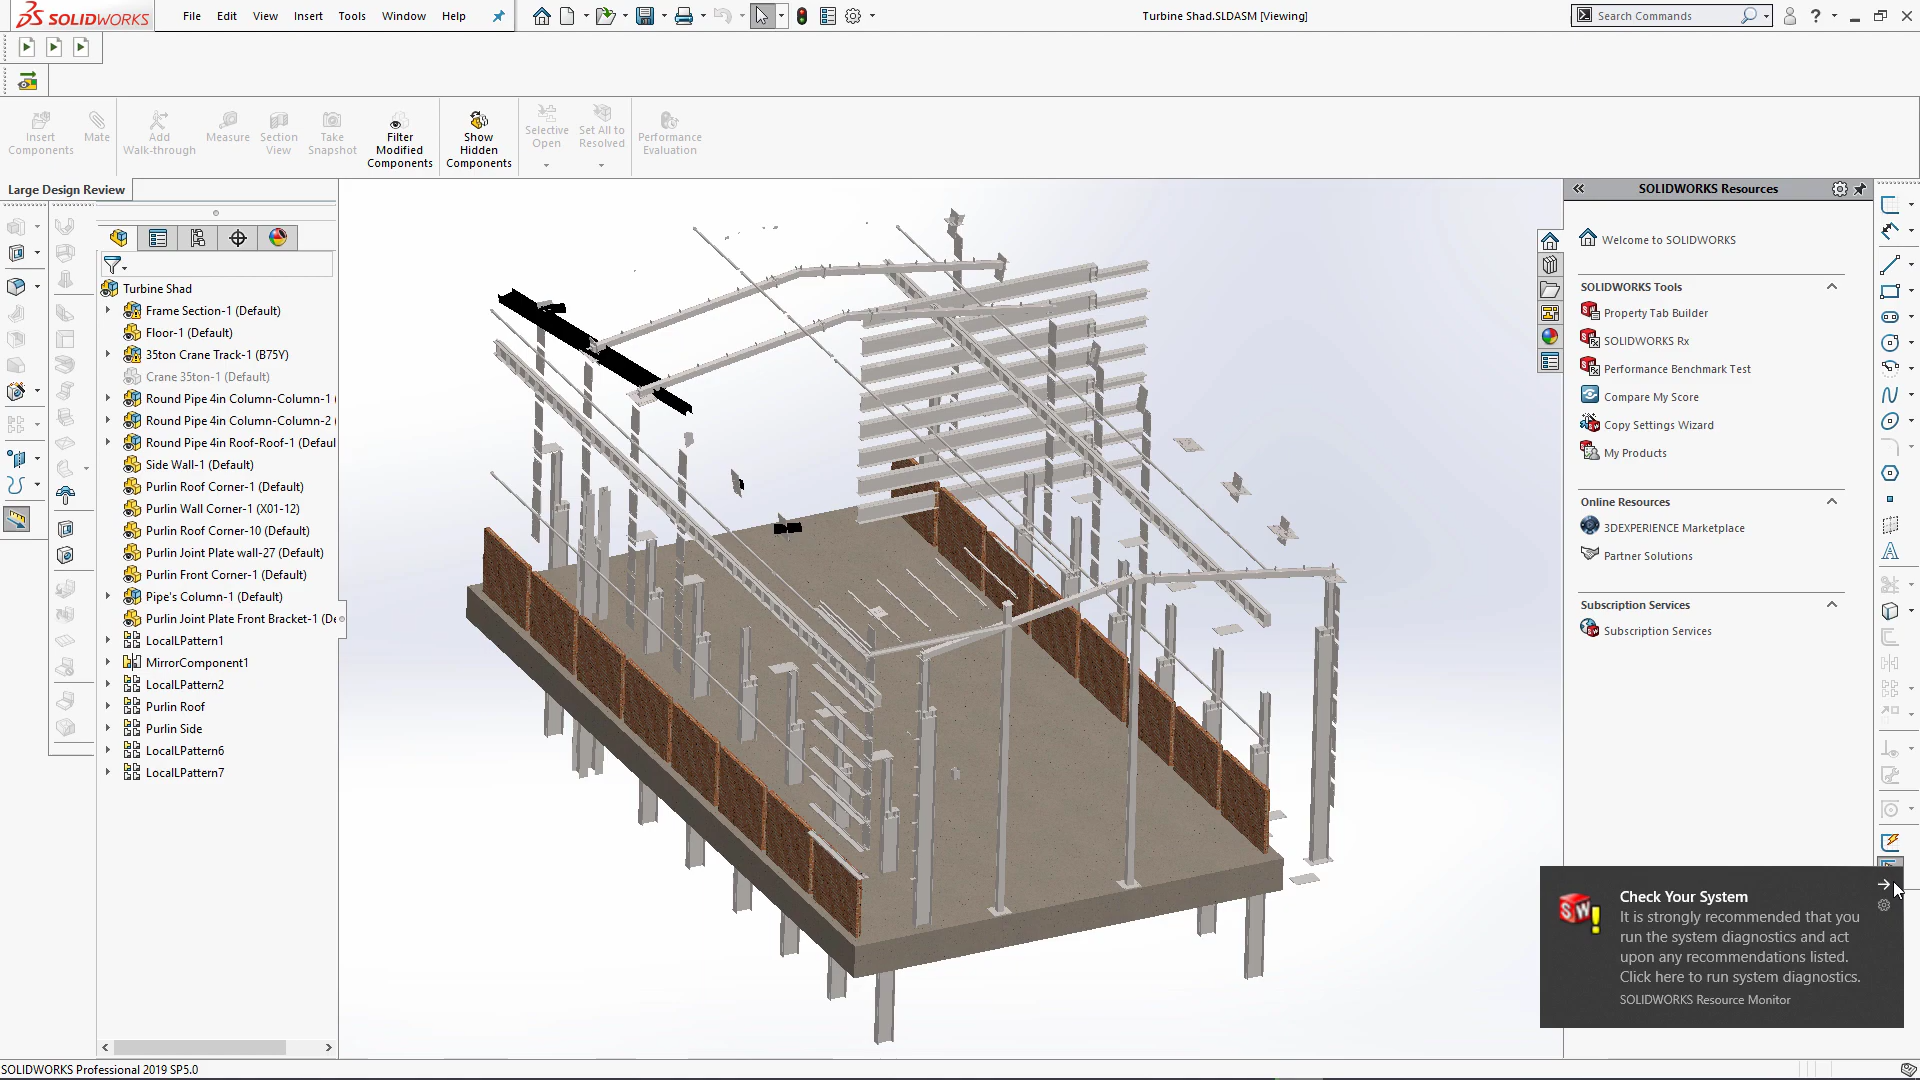 SOLIDWORKS
File Edit View Insert Tools Window Help
Turbine Shad.SLDASM [Viewing]
Search Commands
?
Insert Components
Mate
Add Walk-through
Measure
Section View
Take Snapshot
Filter Modified Components
Show Hidden Components
Selective Open
Set All to Resolved
Performance Evaluation
Large Design Review
Turbine Shad
Frame Section-1 (Default)
Floor-1 (Default)
35ton Crane Track-1 (B75Y)
Crane 35ton-1 (Default)
Round Pipe 4in Column-Column-1 (
Round Pipe 4in Column-Column-2 (
Round Pipe 4in Roof-Roof-1 (Defaul
Side Wall-1 (Default)
Purlin Roof Corner-1 (Default)
Purlin Wall Corner-1 (X01-12)
Purlin Roof Corner-10 (Default)
Purlin Joint Plate wall-27 (Default)
Purlin Front Corner-1 (Default)
Pipe's Column-1 (Default)
Purlin Joint Plate Front Bracket-1 (De
LocalLPattern1
MirrorComponent1
LocalLPattern2
Purlin Roof
Purlin Side
LocalLPattern6
LocalLPattern7
SOLIDWORKS Resources
Welcome to SOLIDWORKS
SOLIDWORKS Tools
Property Tab Builder
SOLIDWORKS Rx
Performance Benchmark Test
Compare My Score
Copy Settings Wizard
My Products
Online Resources
3DEXPERIENCE Marketplace
Partner Solutions
Subscription Services
Subscription Services
Check Your System
It is strongly recommended that you
run the system diagnostics and act
upon any recommendations listed.
Click here to run system diagnostics.
SOLIDWORKS Resource Monitor
SOLIDWORKS Professional 2019 SP5.0